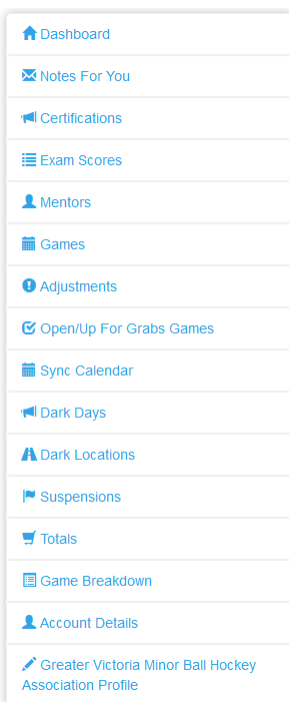 Dashboard
Notes For You
Certifications
Exam Scores
Mentors
Games
Adjustments
Open/Up For Grabs Games
Sync Calendar
Dark Days
Dark Locations
Suspensions
Totals
Game Breakdown
Account Details
Greater Victoria Minor Ball Hockey
Association Profile